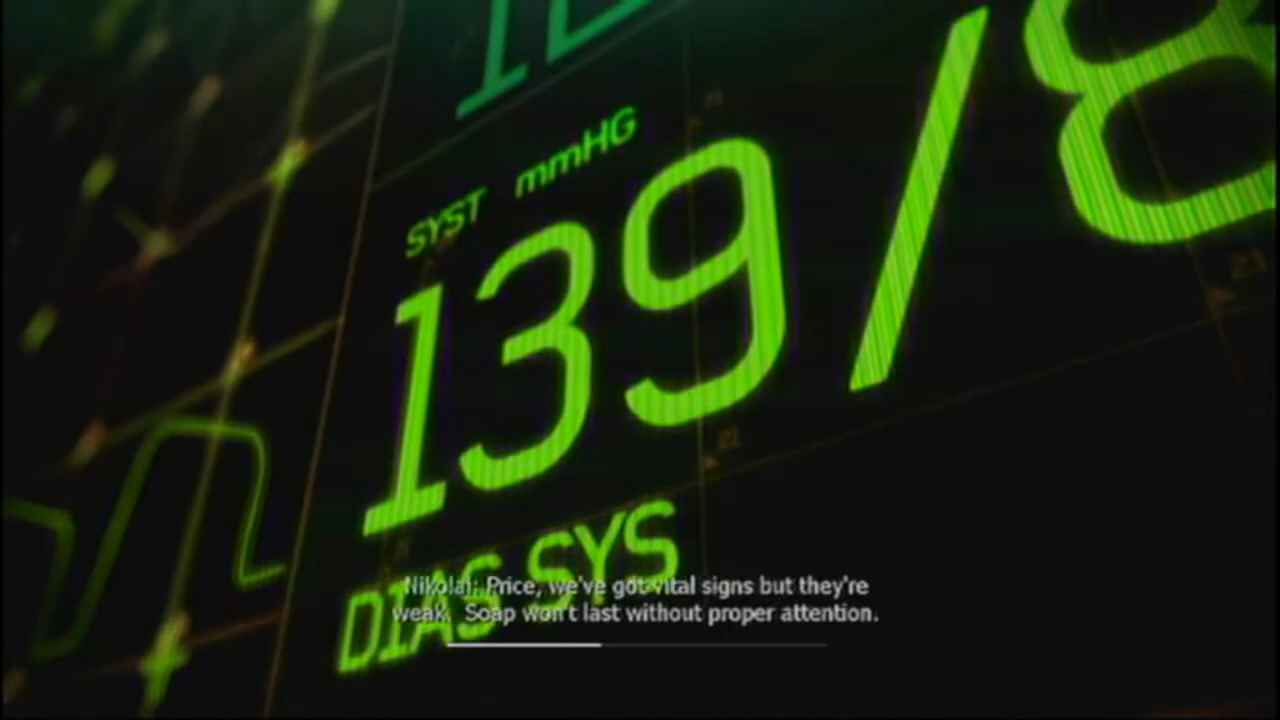 SYST mmHG
139/8
DIAS SYS
Nikolai: Price, we've got vital signs but they're
weak. Soap won't last without proper attention.